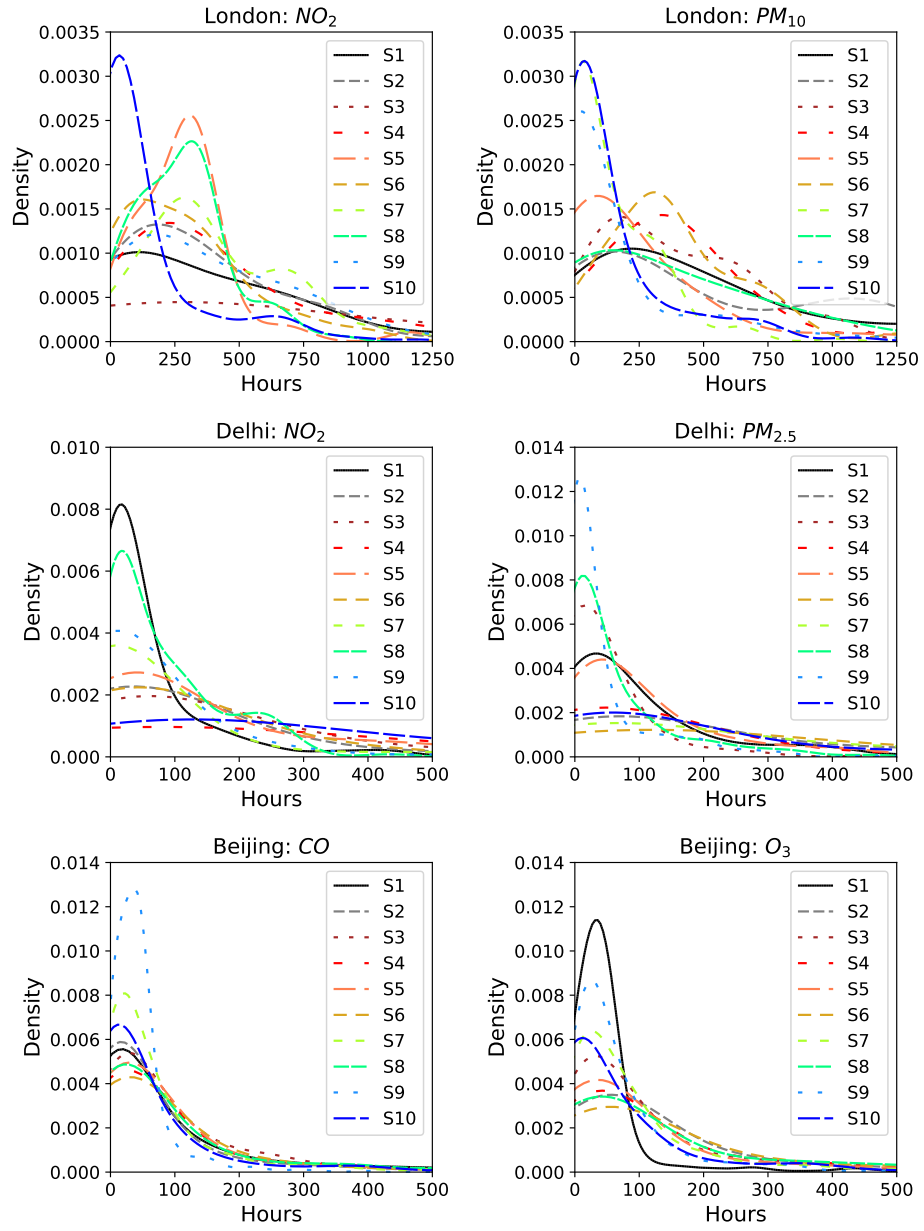 London: NO₂
0.0035
0.0030
0.0025
0.0020
0.0015
0.0010
0.0005
0.0000
Density
0 250 500 750 1000 1250
Hours
S1
S2
S3
S4
S5
S6
S7
S8
S9
S10
London: PM₁₀
0.0035
0.0030
0.0025
0.0020
0.0015
0.0010
0.0005
0.0000
Density
0 250 500 750 1000 1250
Hours
S1
S2
S3
S4
S5
S6
S7
S8
S9
S10
Delhi: NO₂
0.010
0.008
0.006
0.004
0.002
0.000
Density
0 100 200 300 400 500
Hours
S1
S2
S3
S4
S5
S6
S7
S8
S9
S10
Delhi: PM₂.₅
0.014
0.012
0.010
0.008
0.006
0.004
0.002
0.000
Density
0 100 200 300 400 500
Hours
S1
S2
S3
S4
S5
S6
S7
S8
S9
S10
Beijing: CO
0.014
0.012
0.010
0.008
0.006
0.004
0.002
0.000
Density
0 100 200 300 400 500
Hours
S1
S2
S3
S4
S5
S6
S7
S8
S9
S10
Beijing: O₃
0.014
0.012
0.010
0.008
0.006
0.004
0.002
0.000
Density
0 100 200 300 400 500
Hours
S1
S2
S3
S4
S5
S6
S7
S8
S9
S10